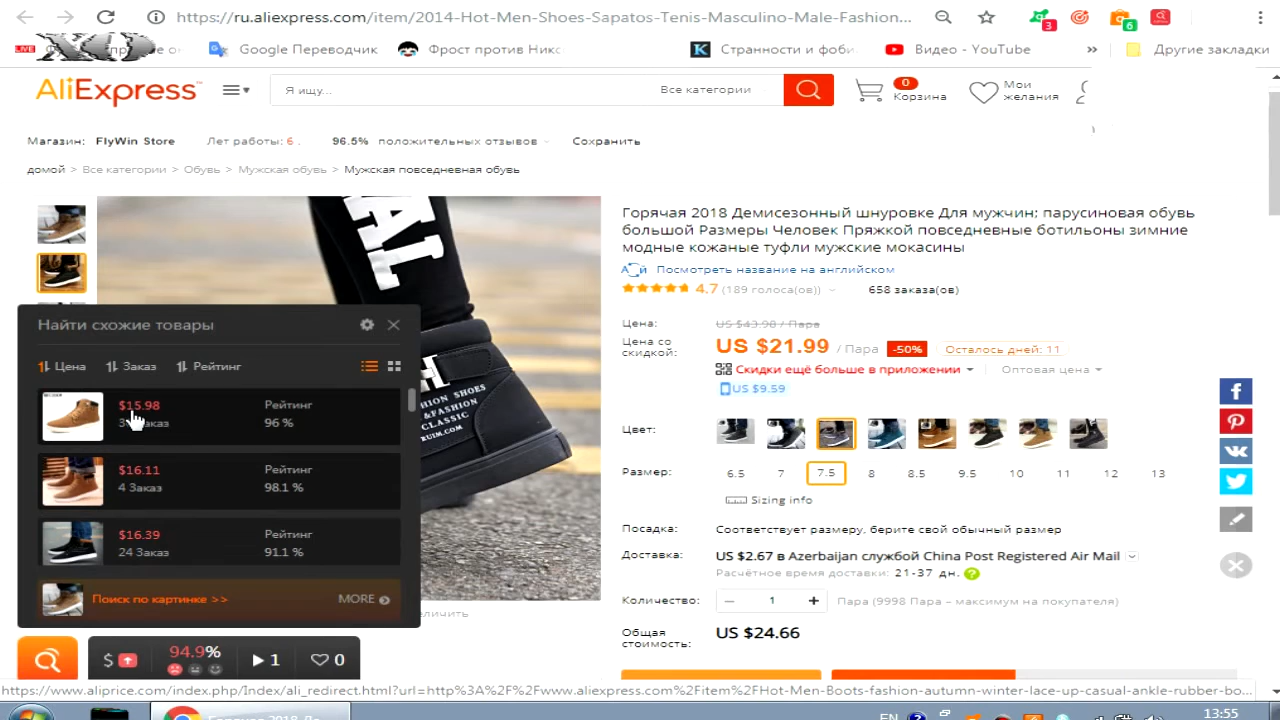 https://ru.aliexpress.com/item/2014-Hot-Men-Shoes-Sapatos-Tenis-Masculino-Male-Fashion...
3
6
LIVE
XO
Google Переводчик
Фрост против Никс
Странности и фоби
Видео - YouTube
»
Другие закладки
AliExpress™
Я ищу...
Все категории
0
Корзина
Мои желания
Магазин: FlyWin Store
Лет работы: 6
96.5% положительных отзывов
Сохранить
домой > Все категории > Обувь > Мужская обувь > Мужская повседневная обувь
Горячая 2018 Демисезонный шнуровке Для мужчин; парусиновая обувь
большой Размеры Человек Пряжкой повседневные ботильоны зимние
модные кожаные туфли мужские мокасины
Посмотреть название на английском
4.7 (189 голоса(ов)) 658 заказа(ов)
Цена: US $43.98 / Пара
Цена со скидкой: US $21.99 / Пара -50% Осталось дней: 11
Скидки ещё больше в приложении
Оптовая цена
US $9.59
Цвет:
Размер: 6.5 7 7.5 8 8.5 9.5 10 11 12 13
Sizing info
Посадка: Соответствует размеру, берите свой обычный размер
Доставка: US $2.67 в Azerbaijan службой China Post Registered Air Mail
Расчётное время доставки: 21-37 дн.
Количество: – 1 + Пара (9998 Пара – максимум на покупателя)
Общая стоимость: US $24.66
AL
SHOES
&FASHION
CLASSIC
RUIM.COM
Найти схожие товары
Цена Заказ Рейтинг
$15.98 Рейтинг
3 Заказ 96 %
$16.11 Рейтинг
4 Заказ 98.1 %
$16.39 Рейтинг
24 Заказ 91.1 %
Поиск по картинке >> MORE
$ 94.9% 1 0
https://www.aliprice.com/index.php/Index/ali_redirect.html?url=http%3A%2F%2Fwww.aliexpress.com%2Fitem%2FHot-Men-Boots-fashion-autumn-winter-lace-up-casual-ankle-rubber-bo...
EN
13:55